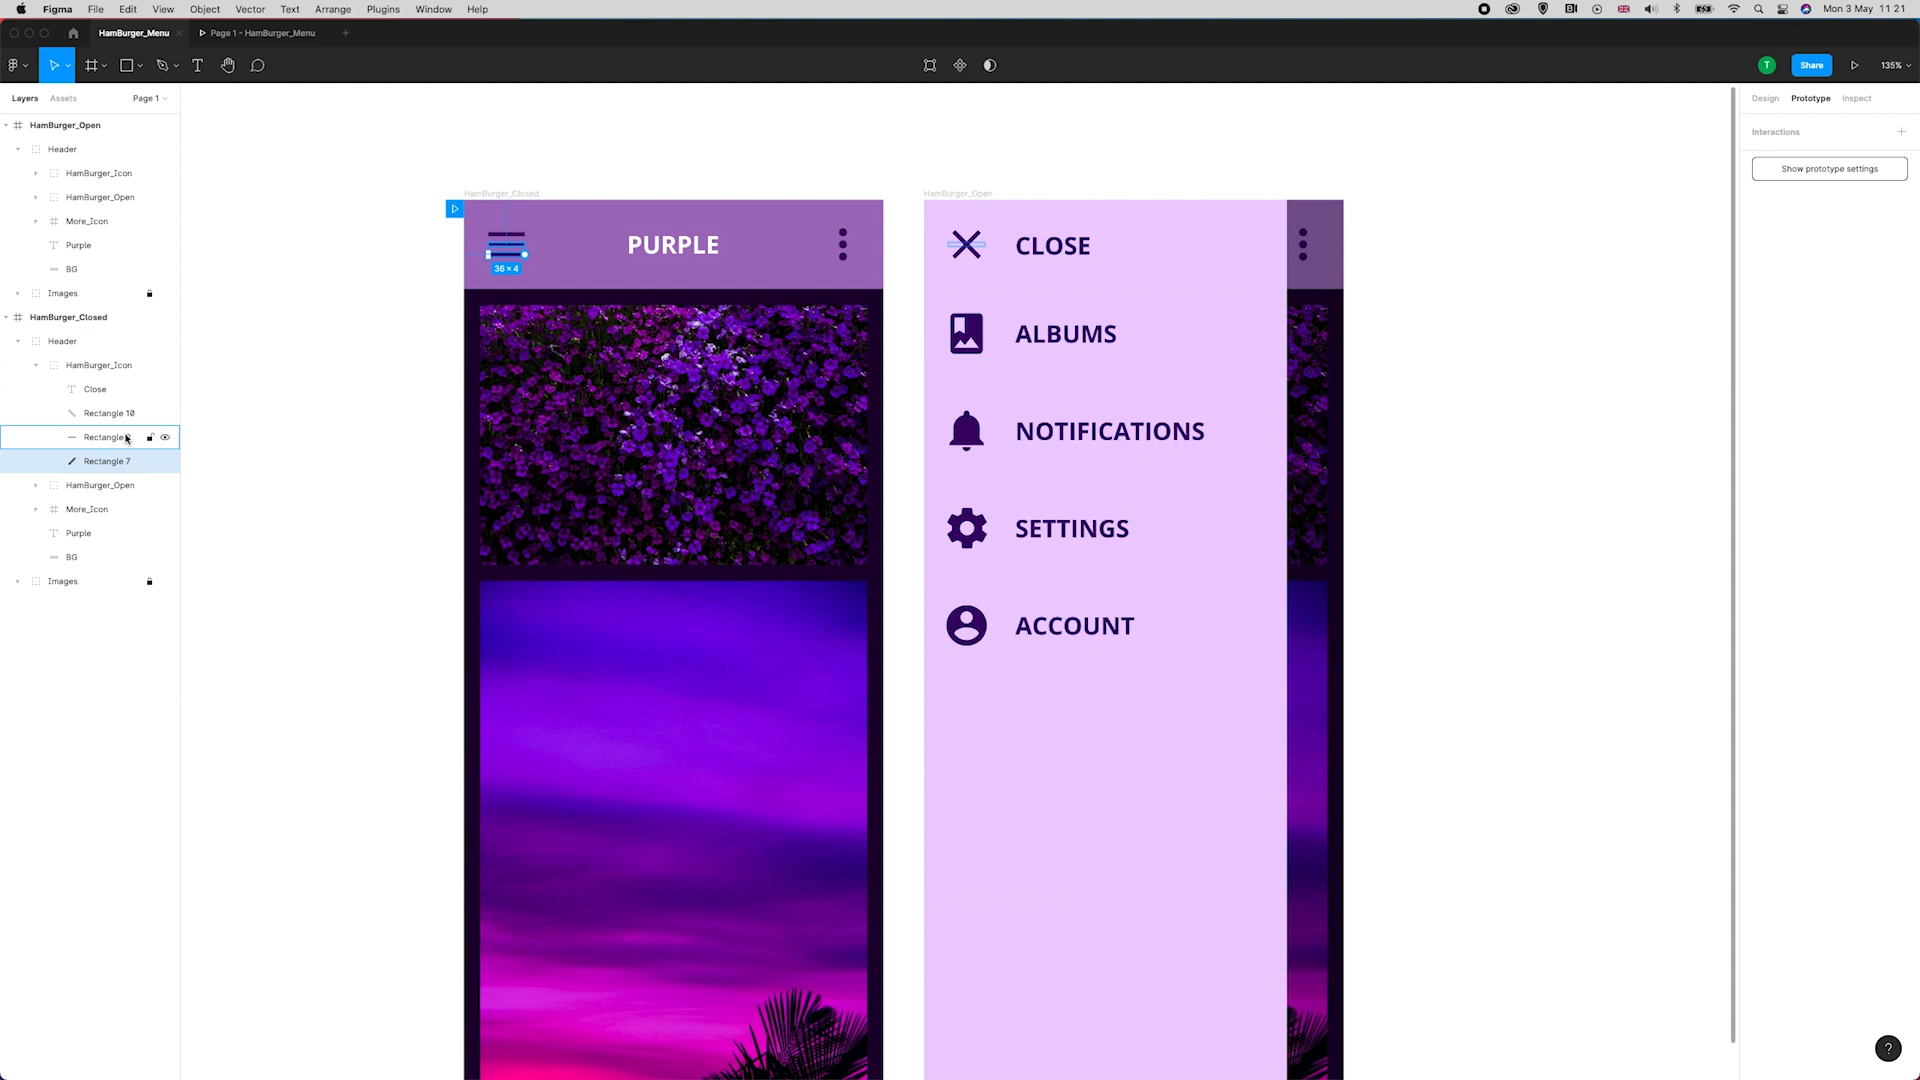 Figma File Edit View Object Vector Text Arrange Plugins Window Help
Mon 3 May 11 21
HamBurger_Menu
Page 1 - HamBurger_Menu
T
Share
135%
Layers Assets Page 1
HamBurger_Open
Header
HamBurger_Icon
HamBurger_Open
More_Icon
Purple
BG
Images
HamBurger_Closed
Header
HamBurger_Icon
Close
Rectangle 10
Rectangle
Rectangle 7
HamBurger_Open
More_Icon
Purple
BG
Images
HamBurger_Closed
PURPLE
36 × 4
HamBurger_Open
CLOSE
ALBUMS
NOTIFICATIONS
SETTINGS
ACCOUNT
Design Prototype Inspect
Interactions
Show prototype settings
?